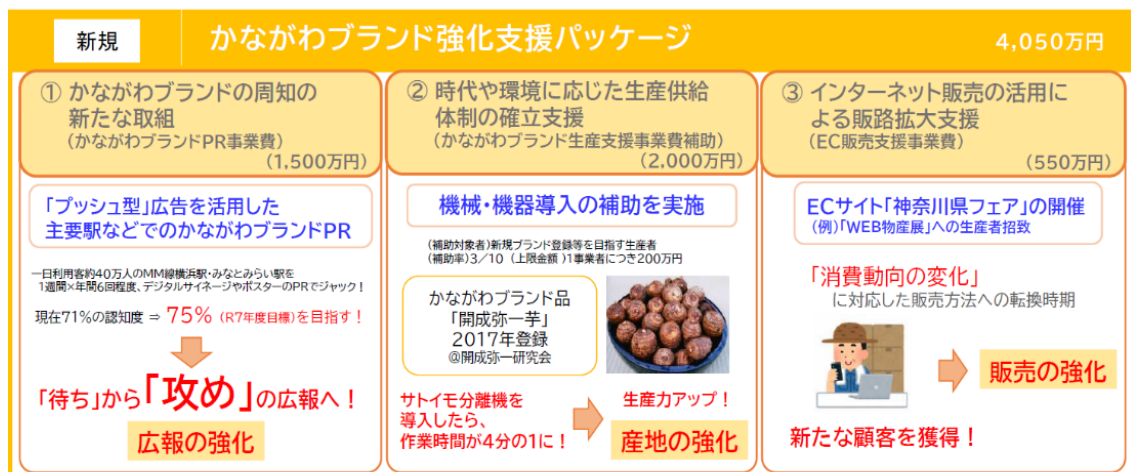 新規
かながわブランド強化支援パッケージ
4,050万円
① かながわブランドの周知の
新たな取組
(かながわブランドPR事業費)
(1,500万円)
「プッシュ型」広告を活用した
主要駅などでのかながわブランドPR
一日利用客約40万人のMM線横浜駅・みなとみらい駅を
1週間×年間6回程度、デジタルサイネージやポスターのPRでジャック!
現在71%の認知度 ⇒ 75% (R7年度目標)を目指す!
「待ち」から「攻め」の広報へ!
広報の強化
② 時代や環境に応じた生産供給
体制の確立支援
(かながわブランド生産支援事業費補助)
(2,000万円)
機械・機器導入の補助を実施
(補助対象者)新規ブランド登録等を目指す生産者
(補助率)3/10 (上限金額 )1事業者につき200万円
かながわブランド品
「開成弥一芋」
2017年登録
@開成弥一研究会
サトイモ分離機を
導入したら、
作業時間が4分の1に!
生産力アップ!
産地の強化
③ インターネット販売の活用に
よる販路拡大支援
(EC販売支援事業費)
(550万円)
ECサイト「神奈川県フェア」の開催
(例)「WEB物産展」への生産者招致
「消費動向の変化」
に対応した販売方法への転換時期
販売の強化
新たな顧客を獲得!